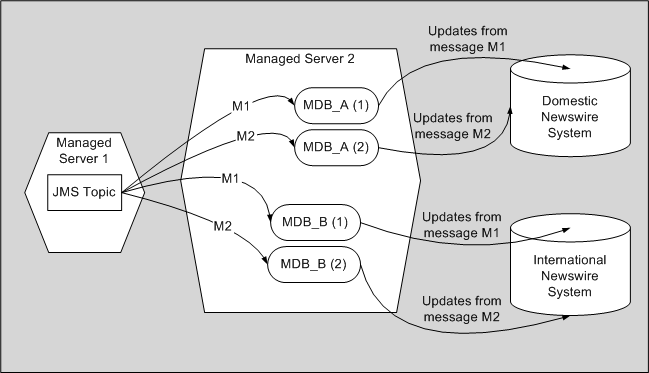 Updates from
message M1
Managed Server 2
M1
MDB_A (1)
Domestic
Newswire
System
Updates from
message M2
M2
MDB_A (2)
Managed
Server 1
JMS Topic
M1
MDB_B (1)
Updates from
message M1
M2
MDB_B (2)
International
Newswire
System
Updates from
message M2